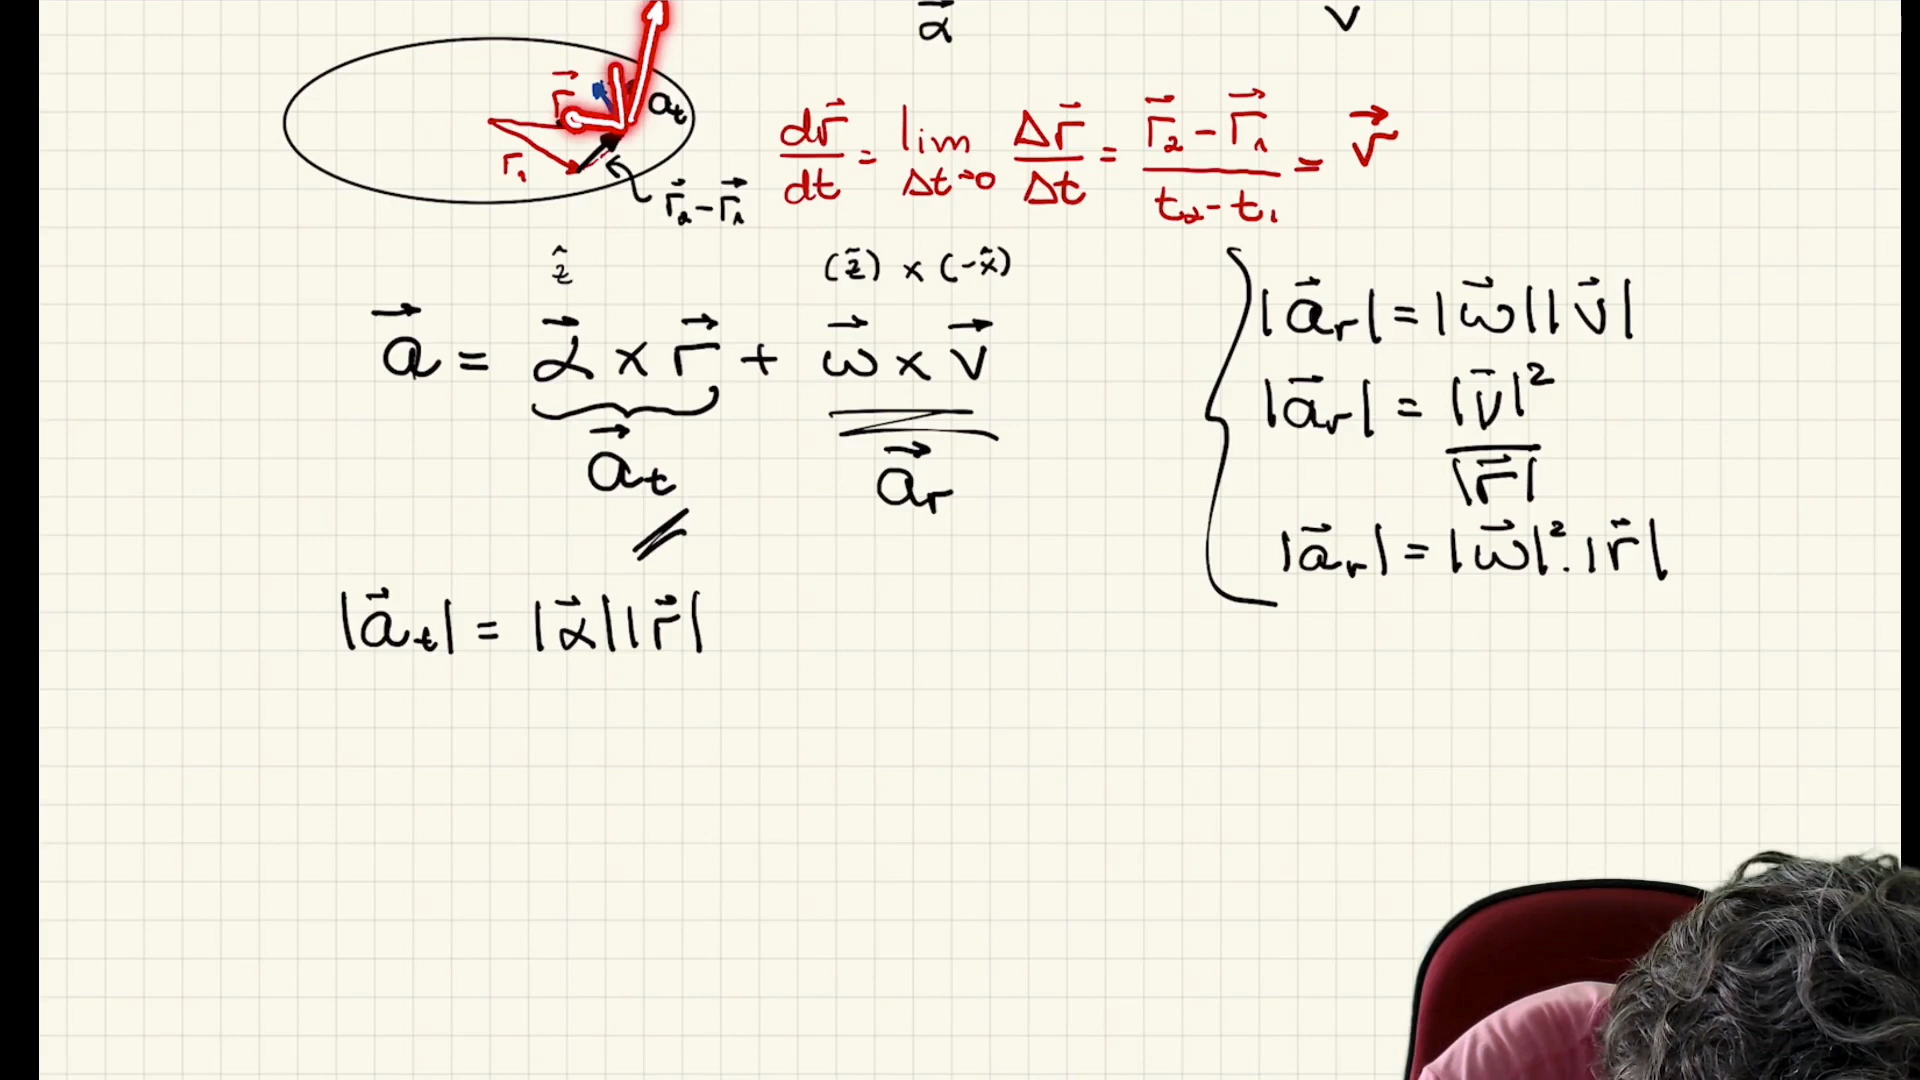 α⃗ v
r⃗ a_t
r₁
r⃗₂ − r⃗₁
dr⃗/dt = lim_{Δt→0} Δr⃗/Δt = (r⃗₂ − r⃗₁)/(t₂ − t₁) = v⃗
ẑ (z̄) × (−x̂)
a⃗ = α⃗ × r⃗ + ω⃗ × v⃗
a⃗_t a⃗_r
|a⃗_t| = |α⃗||r⃗|
|a⃗_r| = |ω⃗||v⃗|
|a⃗_r| = |v⃗|²/|r⃗|
|a⃗_r| = |ω⃗|².|r⃗|